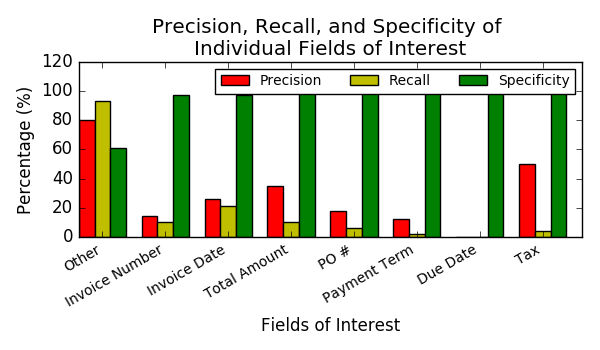 Precision, Recall, and Specificity of
Individual Fields of Interest
Precision
Recall
Specificity
Percentage (%)
120
100
80
60
40
20
0
Other
Invoice Number
Invoice Date
Total Amount
PO #
Payment Term
Due Date
Tax
Fields of Interest